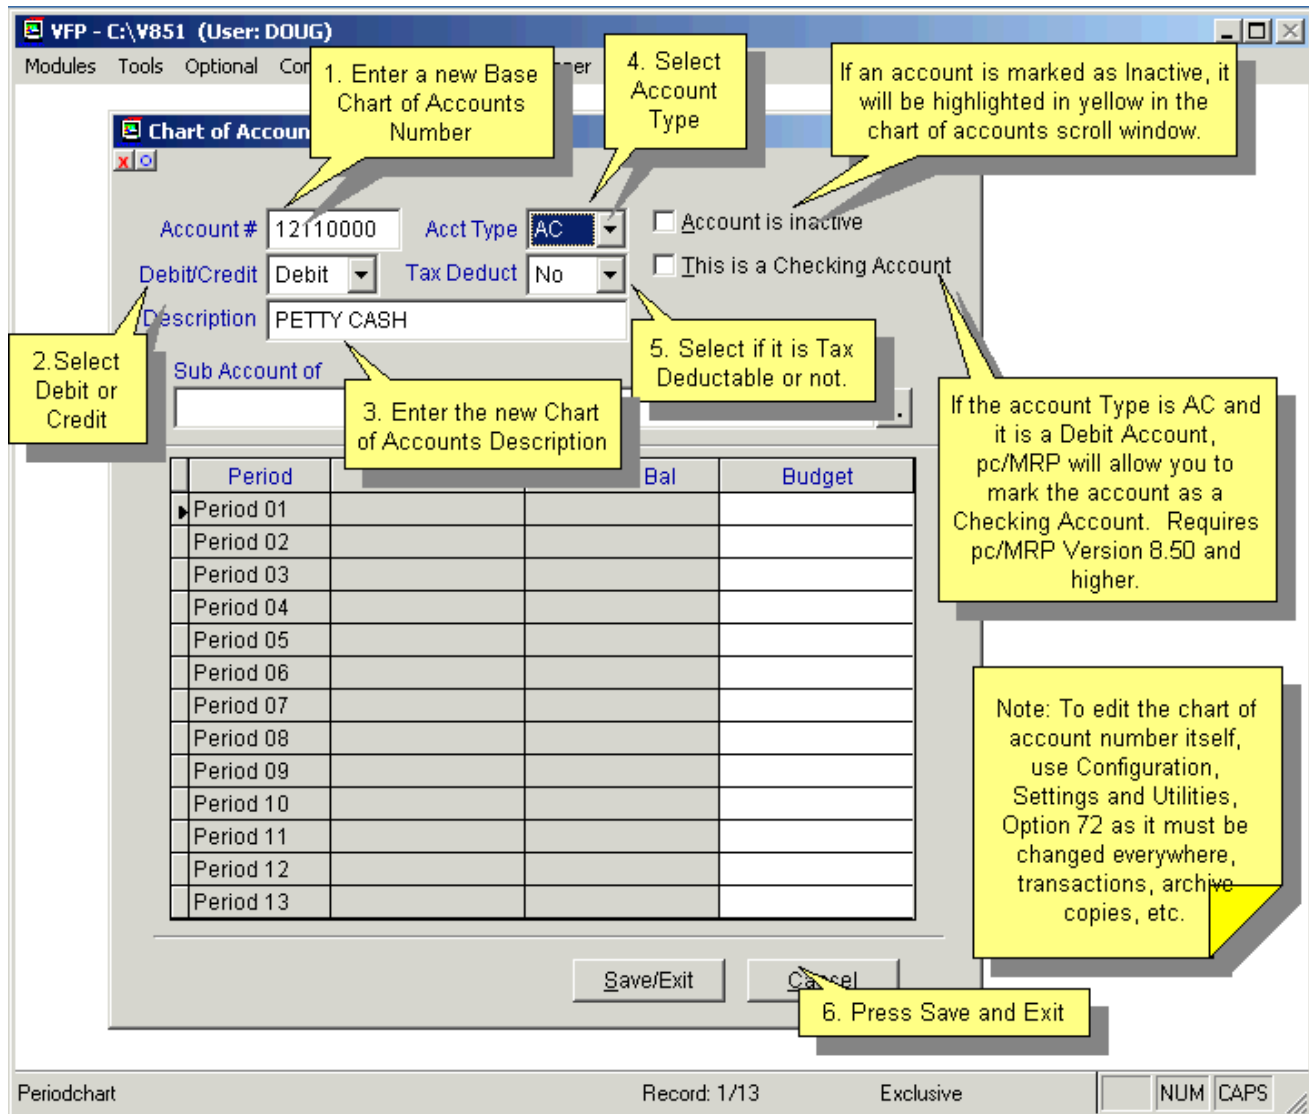 VFP - C:\V851 (User: DOUG)
Modules Tools Optional
1. Enter a new Base
Chart of Accounts
Number
4. Select
Account
Type
If an account is marked as Inactive, it
will be highlighted in yellow in the
chart of accounts scroll window.
Account # 12110000 Acct Type AC Account is inactive
Debit/Credit Debit Tax Deduct No This is a Checking Account
Description PETTY CASH
2.Select
Debit or
Credit
Sub Account of
3. Enter the new Chart
of Accounts Description
5. Select if it is Tax
Deductable or not.
If the account Type is AC and
it is a Debit Account,
pc/MRP will allow you to
mark the account as a
Checking Account. Requires
pc/MRP Version 8.50 and
higher.
Period Bal Budget
Period 01
Period 02
Period 03
Period 04
Period 05
Period 06
Period 07
Period 08
Period 09
Period 10
Period 11
Period 12
Period 13
Note: To edit the chart of
account number itself,
use Configuration,
Settings and Utilities,
Option 72 as it must be
changed everywhere,
transactions, archive
copies, etc.
Save/Exit Cancel
6. Press Save and Exit
Periodchart Record: 1/13 Exclusive NUM CAPS